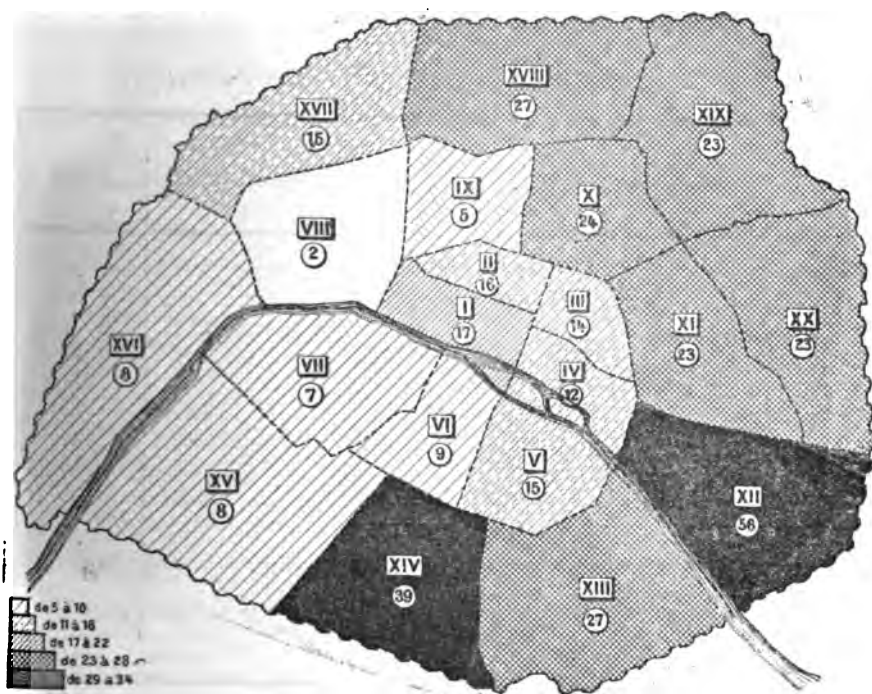 XVIII
27
XVII
15
XIX
23
IX
5
X
24
VIII
2
II
16
III
14
I
17
XI
23
XX
23
XVI
8
VII
7
IV
12
VI
9
V
15
XV
8
XII
56
XIV
39
XIII
27
de 5 à 10
de 11 à 16
de 17 à 22
de 23 à 28
de 29 à 34